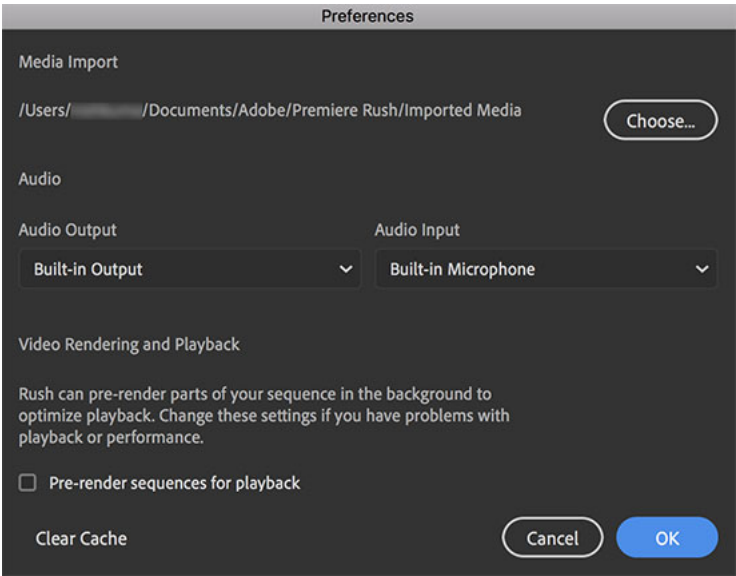 Preferences
Media Import
/Users/ /Documents/Adobe/Premiere Rush/Imported Media
Choose...
Audio
Audio Output
Audio Input
Built-in Output
Built-in Microphone
Video Rendering and Playback
Rush can pre-render parts of your sequence in the background to
optimize playback. Change these settings if you have problems with
playback or performance.
Pre-render sequences for playback
Clear Cache
Cancel
OK